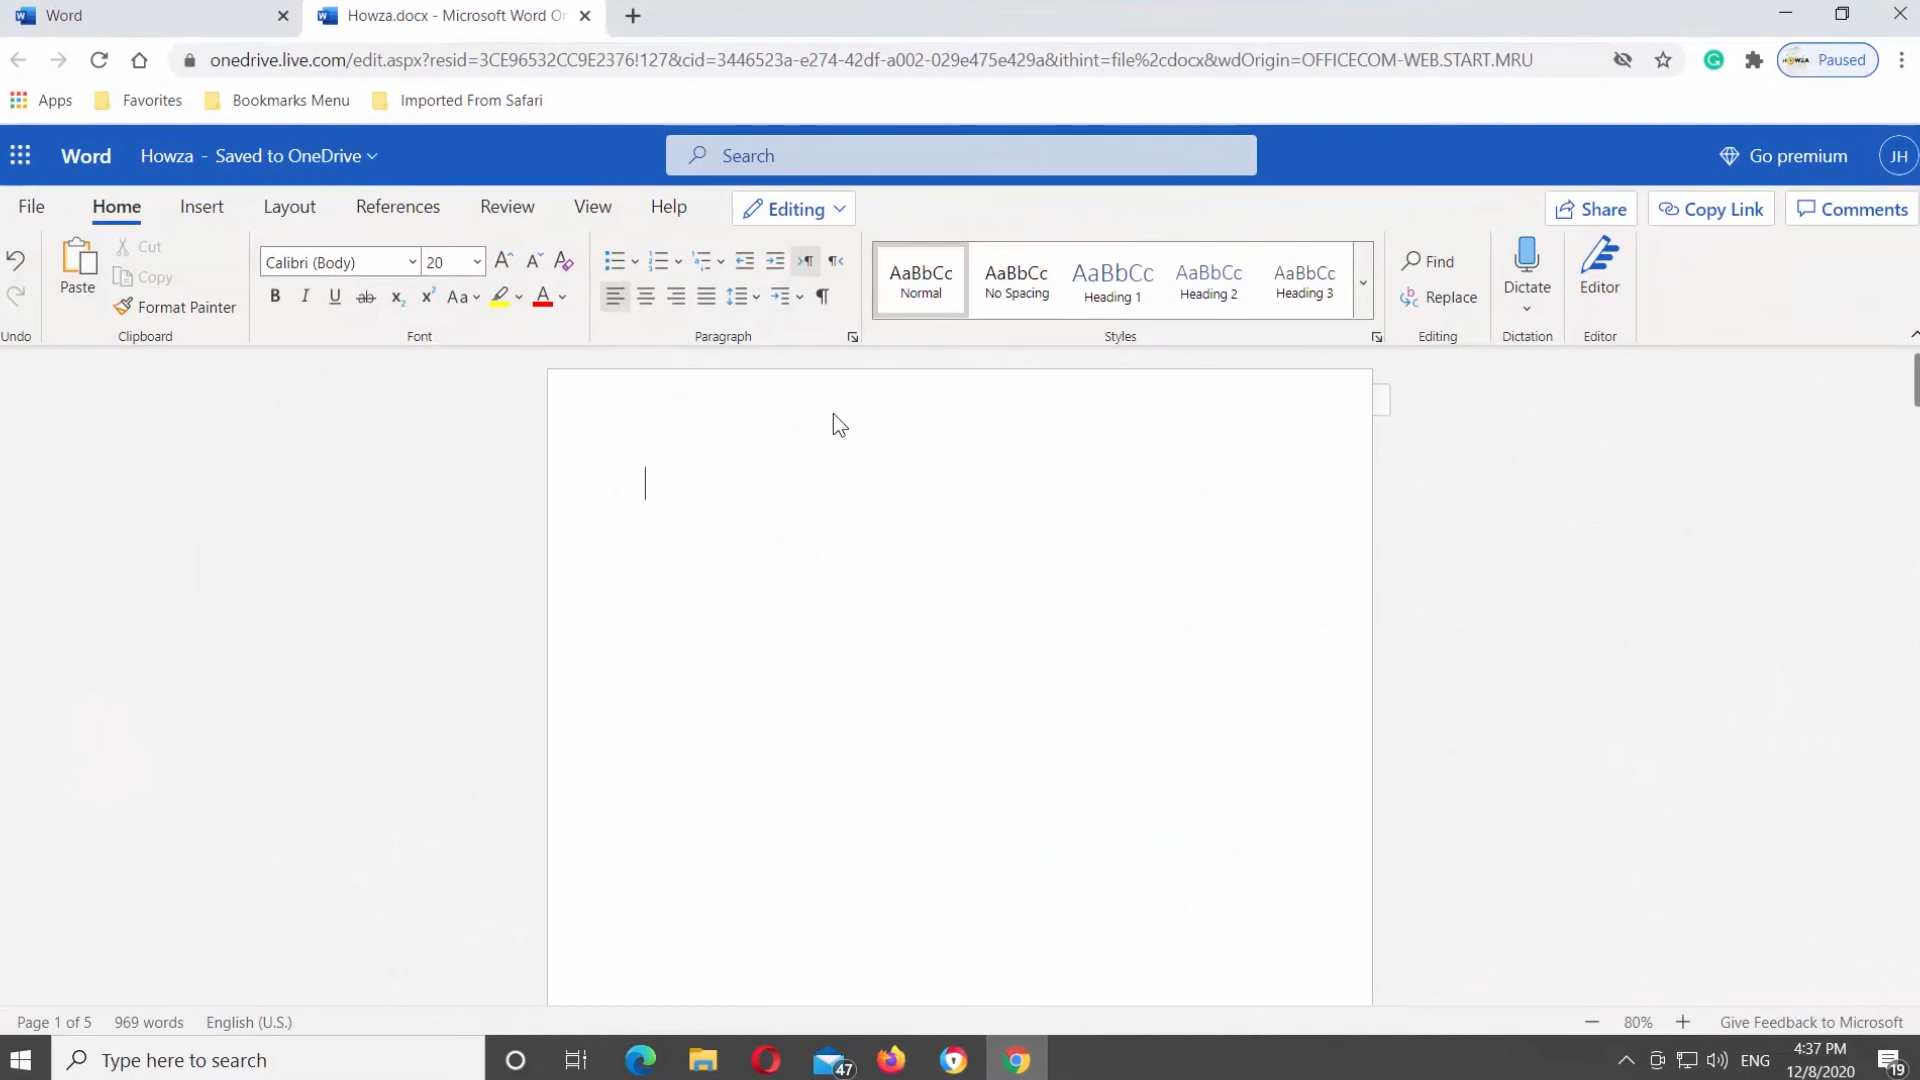 Word
Howza.docx - Microsoft Word On
onedrive.live.com/edit.aspx?resid=3CE96532CC9E2376!127&cid=3446523a-e274-42df-a002-029e475e429a&ithint=file%2cdocx&wdOrigin=OFFICECOM-WEB.START.MRU
Paused
Apps Favorites Bookmarks Menu Imported From Safari
Word Howza - Saved to OneDrive Search Go premium JH
File Home Insert Layout References Review View Help Editing Share Copy Link Comments
Cut
Copy
Paste
Format Painter
Undo
Clipboard
Calibri (Body) 20
Font
Paragraph
AaBbCc AaBbCc AaBbCc AaBbCc AaBbCc
Normal No Spacing Heading 1 Heading 2 Heading 3
Styles
Find
Replace
Editing
Dictate
Dictation
Editor
Editor
Page 1 of 5 969 words English (U.S.) 80% Give Feedback to Microsoft
Type here to search
47
ENG
4:37 PM
12/8/2020
19